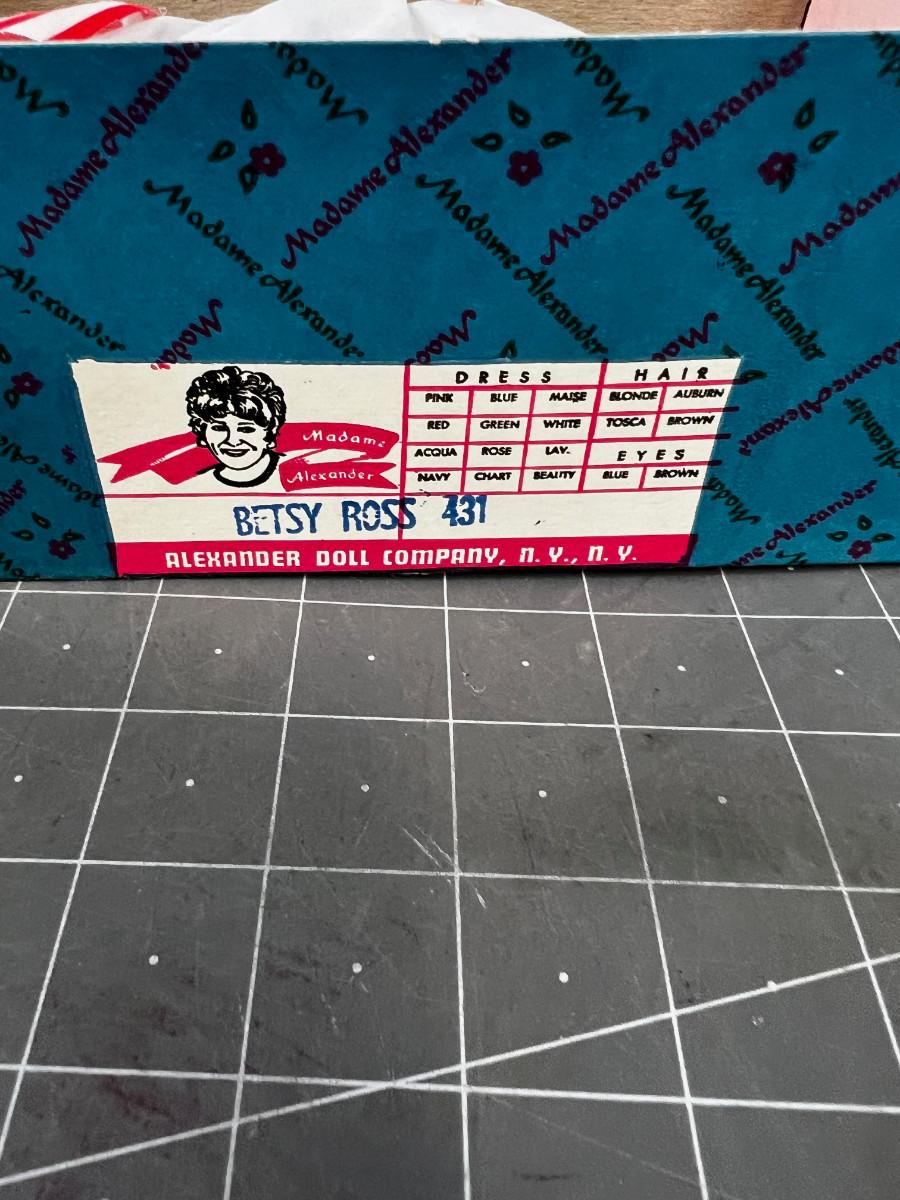 Madame Alexander
Madame Alexander
Madame Alexander
Madame Alexander
Madame Alexander
Madame Alexander
Madame Alexander
Alexander
Madame
Alexander
DRESS HAIR
PINK BLUE MAISE BLONDE AUBURN
RED GREEN WHITE TOSCA BROWN
ACQUA ROSE LAV. EYES
NAVY CHART BEAUTY BLUE BROWN
BETSY ROSS 431
ALEXANDER DOLL COMPANY, N. Y., N. Y.